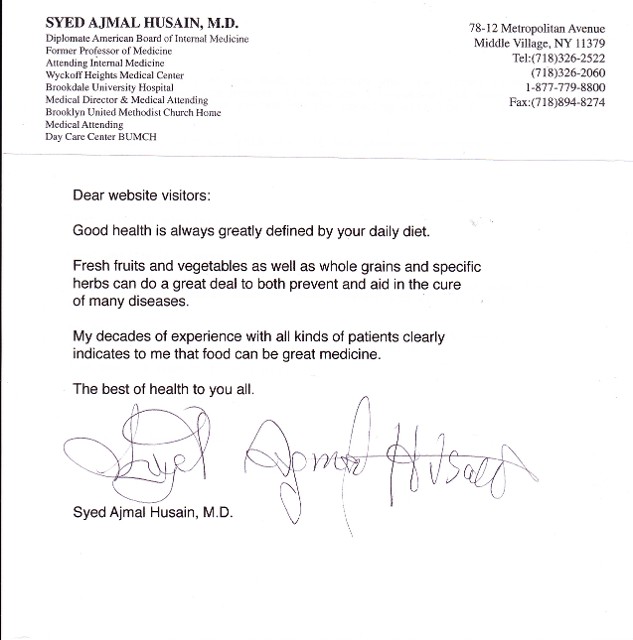 SYED AJMAL HUSAIN, M.D.
Diplomate American Board of Internal Medicine
Former Professor of Medicine
Attending Internal Medicine
Wyckoff Heights Medical Center
Brookdale University Hospital
Medical Director & Medical Attending
Brooklyn United Methodist Church Home
Medical Attending
Day Care Center BUMCH
78-12 Metropolitan Avenue
Middle Village, NY 11379
Tel:(718)326-2522
(718)326-2060
1-877-779-8800
Fax:(718)894-8274
Dear website visitors:
Good health is always greatly defined by your daily diet.
Fresh fruits and vegetables as well as whole grains and specific
herbs can do a great deal to both prevent and aid in the cure
of many diseases.
My decades of experience with all kinds of patients clearly
indicates to me that food can be great medicine.
The best of health to you all.
Syed Ajmal Husain
Syed Ajmal Husain, M.D.